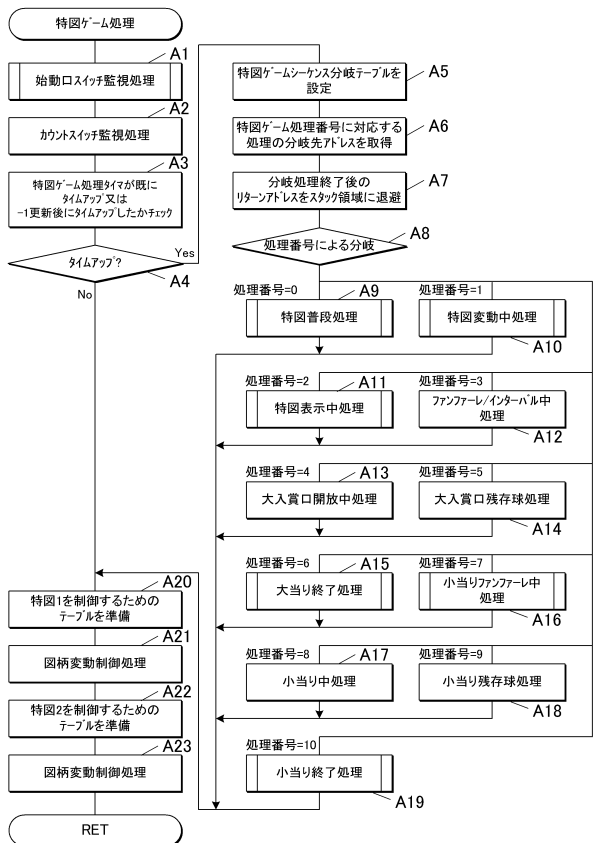 特図ゲーム処理
A1
始動口スイッチ監視処理
A2
カウントスイッチ監視処理
A3
特図ゲーム処理タイマが既に
タイムアップ又は
-1更新後にタイムアップしたかチェック
タイムアップ?
Yes
A4
No
A20
特図1を制御するための
テーブルを準備
A21
図柄変動制御処理
A22
特図2を制御するための
テーブルを準備
A23
図柄変動制御処理
RET
A5
特図ゲームシーケンス分岐テーブルを
設定
A6
特図ゲーム処理番号に対応する
処理の分岐先アドレスを取得
A7
分岐処理終了後の
リターンアドレスをスタック領域に退避
A8
処理番号による分岐
処理番号=0
A9
特図普段処理
処理番号=1
特図変動中処理
A10
処理番号=2
A11
特図表示中処理
処理番号=3
ファンファーレ/インターバル中
処理
A12
処理番号=4
A13
大入賞口開放中処理
処理番号=5
大入賞口残存球処理
A14
処理番号=6
A15
大当り終了処理
処理番号=7
小当りファンファーレ中
処理
A16
処理番号=8
A17
小当り中処理
処理番号=9
小当り残存球処理
A18
処理番号=10
小当り終了処理
A19